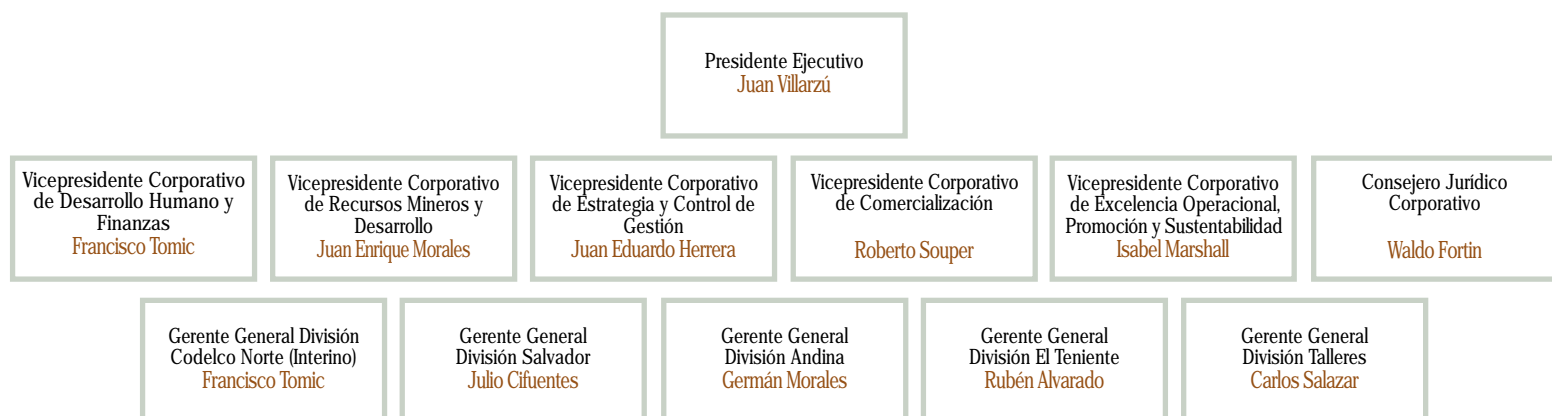 Presidente Ejecutivo
Juan Villarzú
Vicepresidente Corporativo
de Desarrollo Humano y
Finanzas
Francisco Tomic
Vicepresidente Corporativo
de Recursos Mineros y
Desarrollo
Juan Enrique Morales
Vicepresidente Corporativo
de Estrategia y Control de
Gestión
Juan Eduardo Herrera
Vicepresidente Corporativo
de Comercialización
Roberto Souper
Vicepresidente Corporativo
de Excelencia Operacional,
Promoción y Sustentabilidad
Isabel Marshall
Consejero Jurídico
Corporativo
Waldo Fortin
Gerente General División
Codelco Norte (Interino)
Francisco Tomic
Gerente General
División Salvador
Julio Cifuentes
Gerente General
División Andina
Germán Morales
Gerente General
División El Teniente
Rubén Alvarado
Gerente General
División Talleres
Carlos Salazar